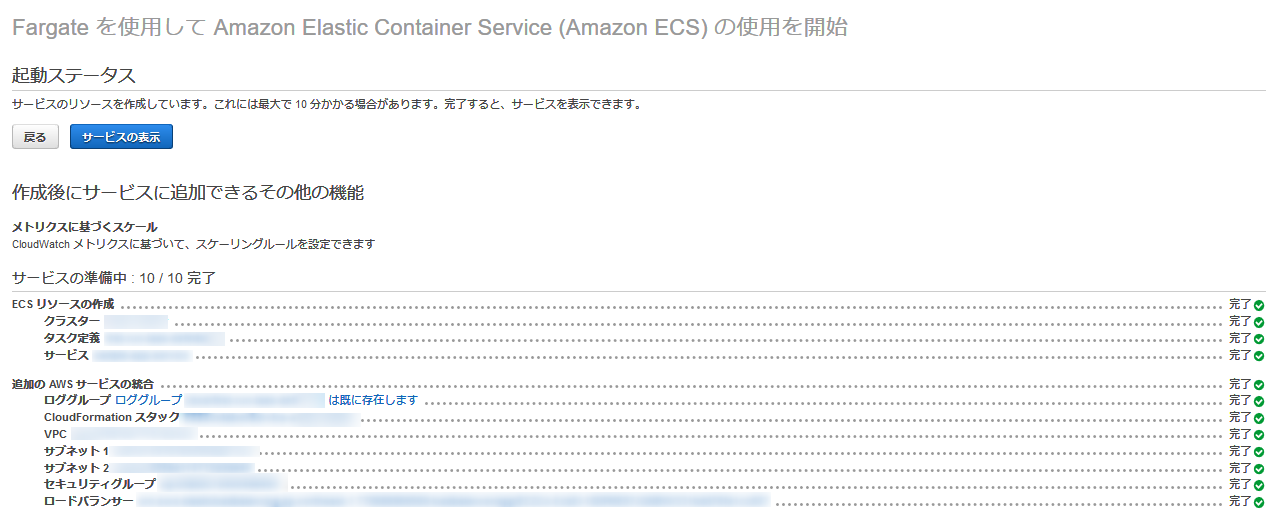 Fargate を使用して Amazon Elastic Container Service (Amazon ECS) の使用を開始
起動ステータス
サービスのリソースを作成しています。これには最大で 10 分かかる場合があります。完了すると、サービスを表示できます。
戻る サービスの表示
作成後にサービスに追加できるその他の機能
メトリクスに基づくスケール
CloudWatch メトリクスに基づいて、スケーリングルールを設定できます
サービスの準備中 : 10 / 10 完了
ECS リソースの作成 完了
クラスター 完了
タスク定義 完了
サービス 完了
追加の AWS サービスの統合 完了
ロググループ ロググループ は既に存在します 完了
CloudFormation スタック 完了
VPC 完了
サブネット 1 完了
サブネット 2 完了
セキュリティグループ 完了
ロードバランサー 完了